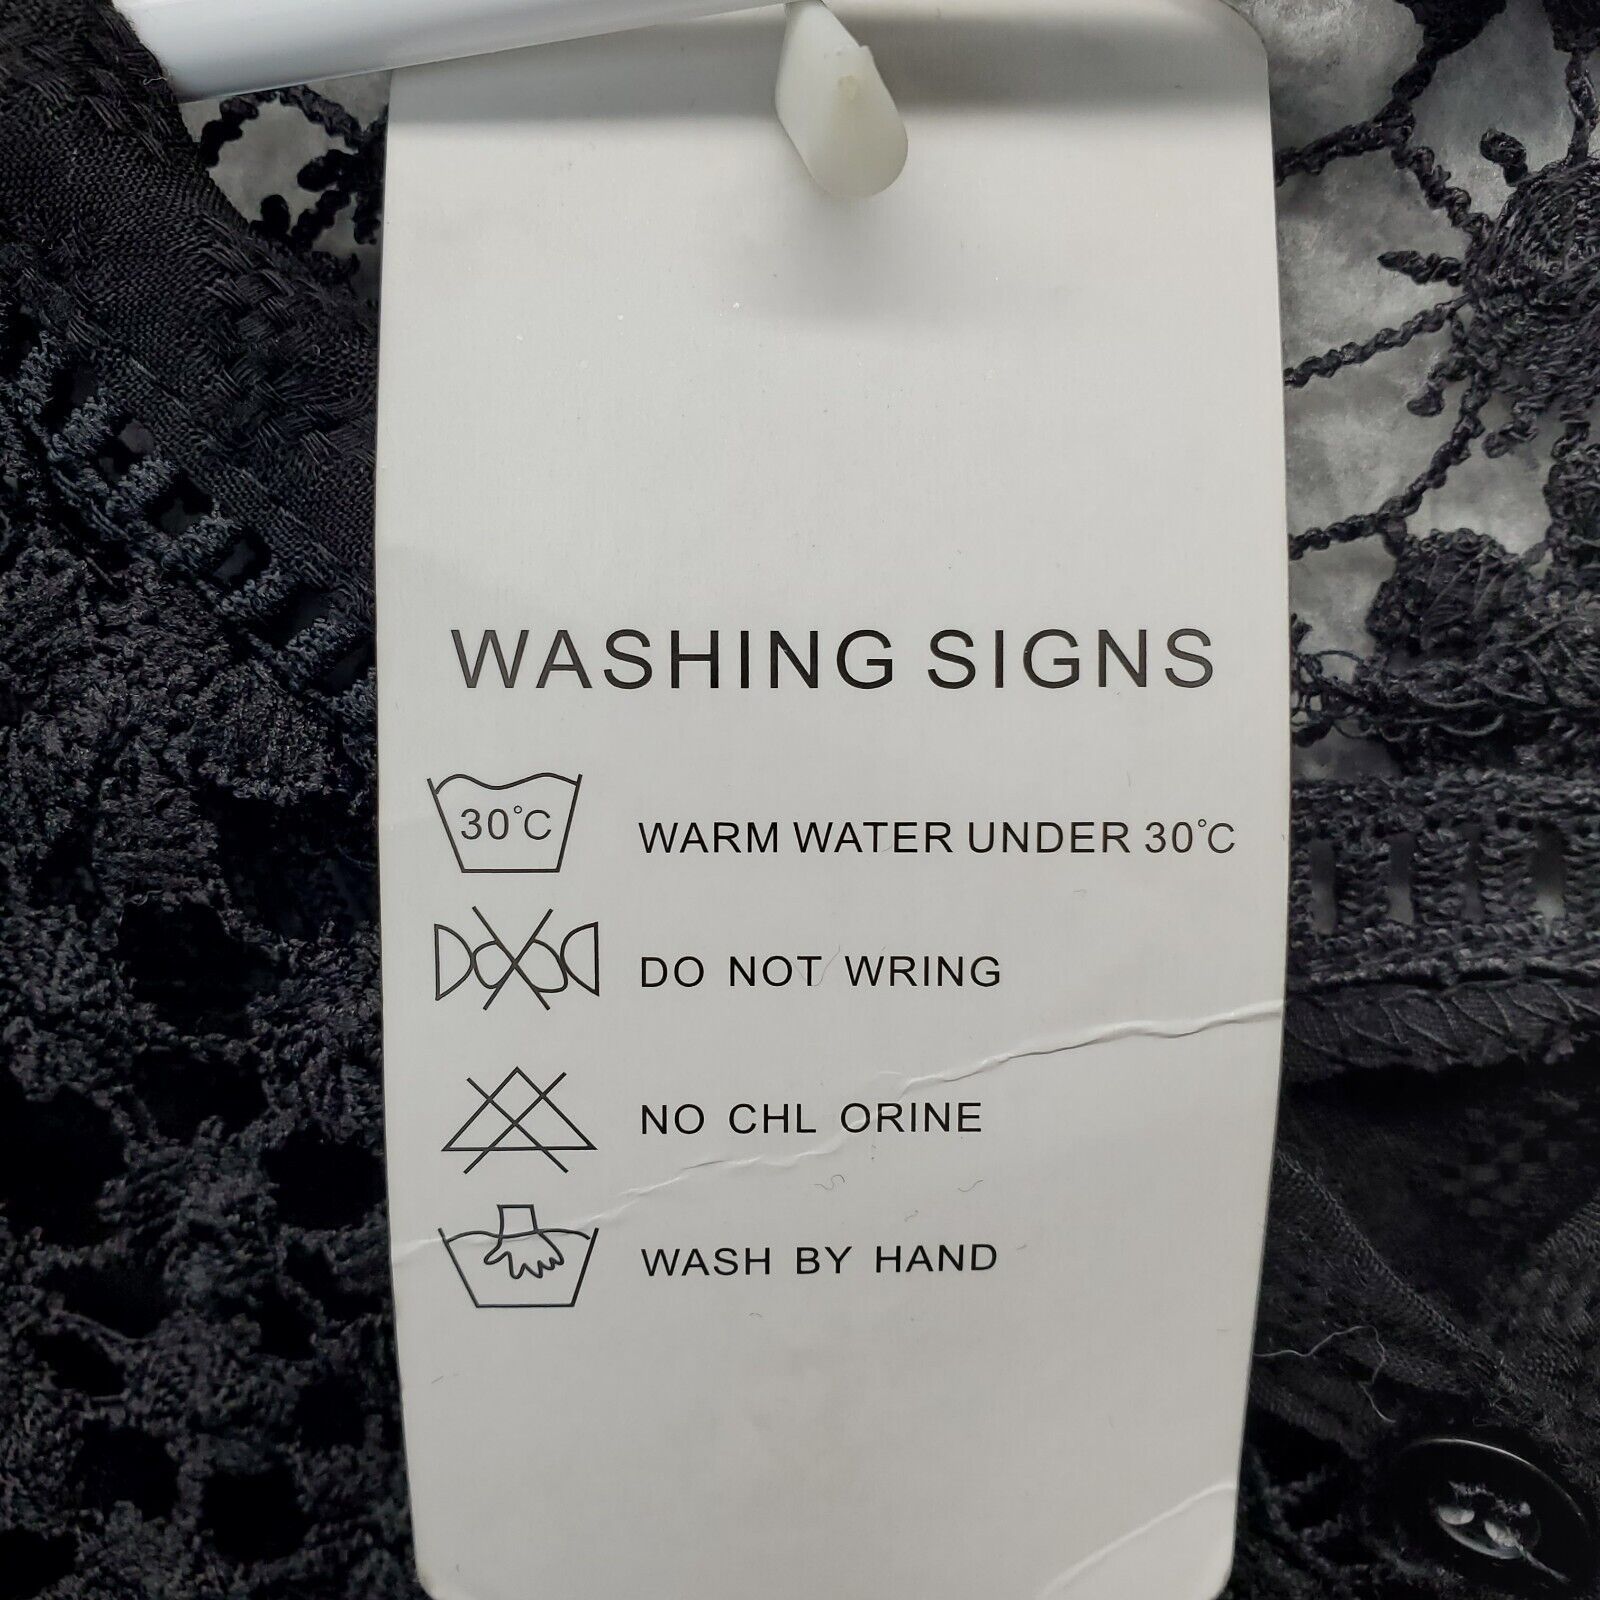 WASHING SIGNS
30°C WARM WATER UNDER 30°C
DO NOT WRING
NO CHL ORINE
WASH BY HAND